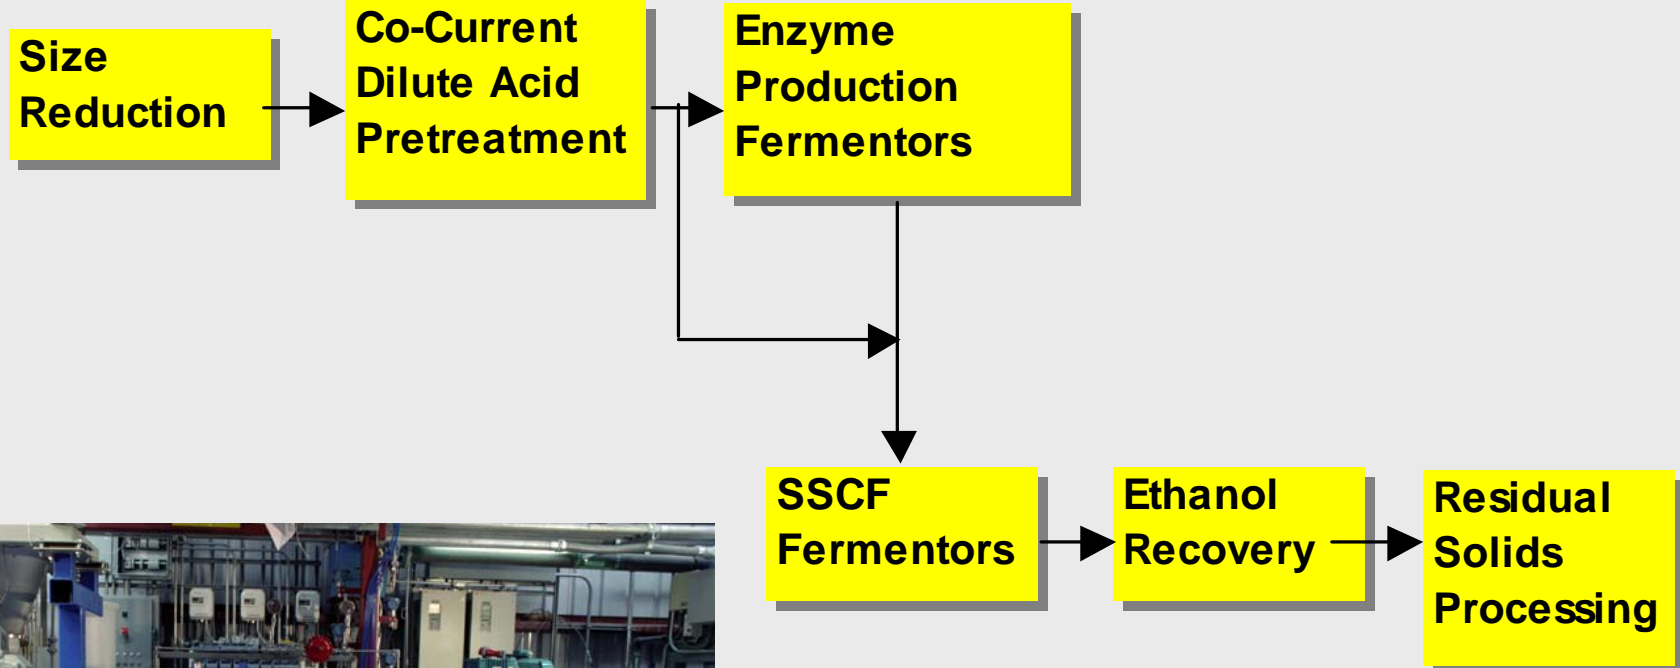 Size
Reduction
Co-Current
Dilute Acid
Pretreatment
Enzyme
Production
Fermentors
SSCF
Fermentors
Ethanol
Recovery
Residual
Solids
Processing